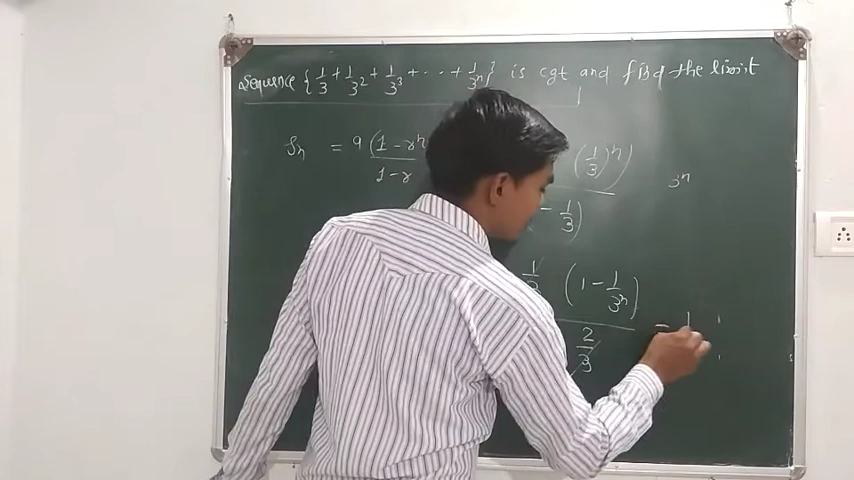 sequence {1/3 + 1/3² + 1/3³ + ... + 1/3ⁿ} is cgt and find the limit
Sₙ = a(1-rⁿ / 1-r (1/3)ⁿ) 3ⁿ
- 1/3)
1/3 (1 - 1/3ⁿ) = 1
2/3